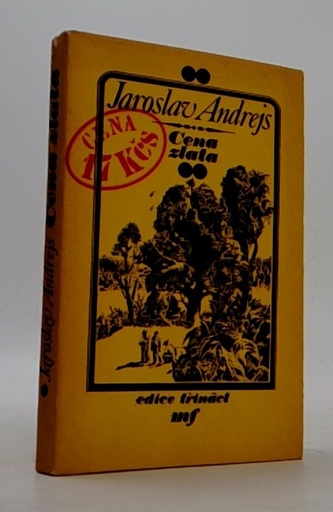 Jaroslav Andrejs
Cena
zlata
CENA
17 KČS
edice třináct
mf
Jaroslav Andrejs Cena zlata